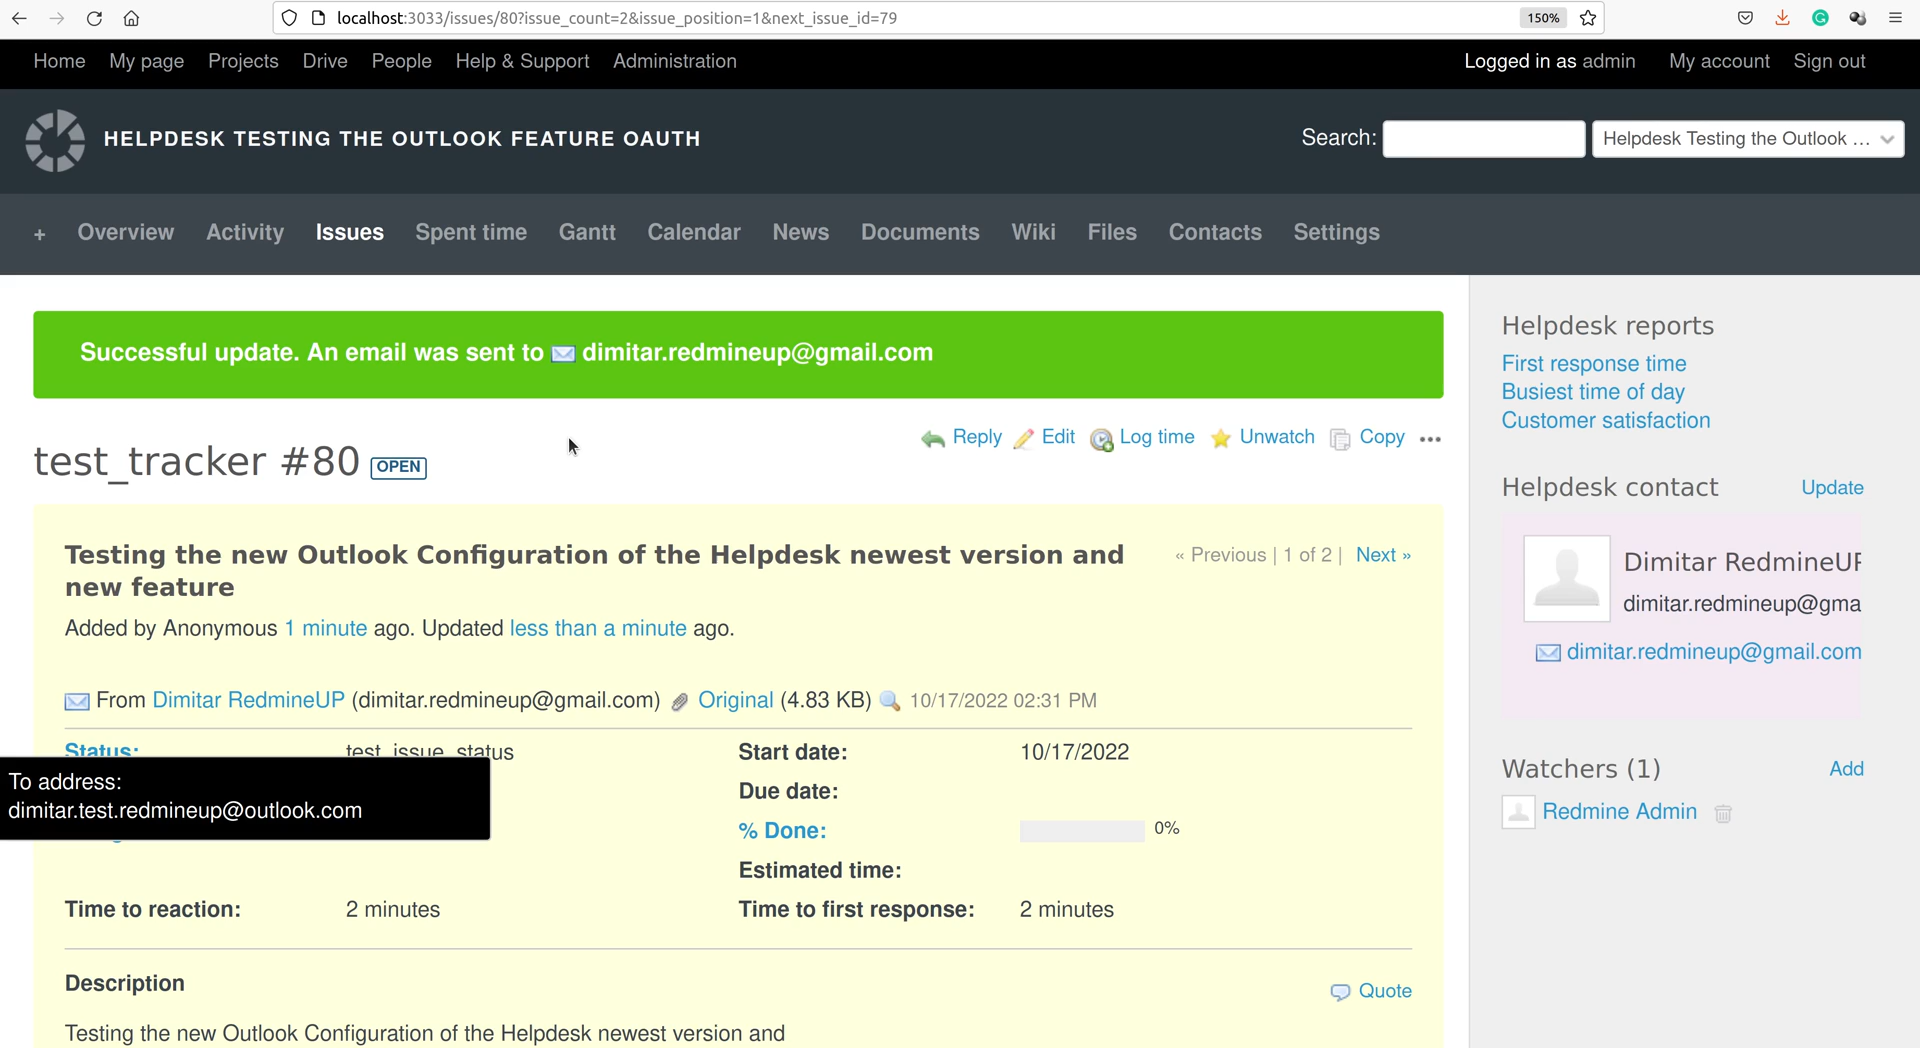 localhost:3033/issues/80?issue_count=2&issue_position=1&next_issue_id=79
150%
Home My page Projects Drive People Help & Support Administration
Logged in as admin My account Sign out
HELPDESK TESTING THE OUTLOOK FEATURE OAUTH
Search:
Helpdesk Testing the Outlook ...
+ Overview Activity Issues Spent time Gantt Calendar News Documents Wiki Files Contacts Settings
Successful update. An email was sent to dimitar.redmineup@gmail.com
Reply Edit Log time Unwatch Copy
test_tracker #80 OPEN
Testing the new Outlook Configuration of the Helpdesk newest version and
new feature
« Previous | 1 of 2 | Next »
Added by Anonymous 1 minute ago. Updated less than a minute ago.
From Dimitar RedmineUP (dimitar.redmineup@gmail.com) Original (4.83 KB) 10/17/2022 02:31 PM
Status: test_issue_status
Start date: 10/17/2022
To address:
dimitar.test.redmineup@outlook.com
Due date:
% Done: 0%
Estimated time:
Time to reaction: 2 minutes
Time to first response: 2 minutes
Description
Quote
Testing the new Outlook Configuration of the Helpdesk newest version and
Helpdesk reports
First response time
Busiest time of day
Customer satisfaction
Helpdesk contact Update
Dimitar RedmineUP
dimitar.redmineup@gma
dimitar.redmineup@gmail.com
Watchers (1) Add
Redmine Admin